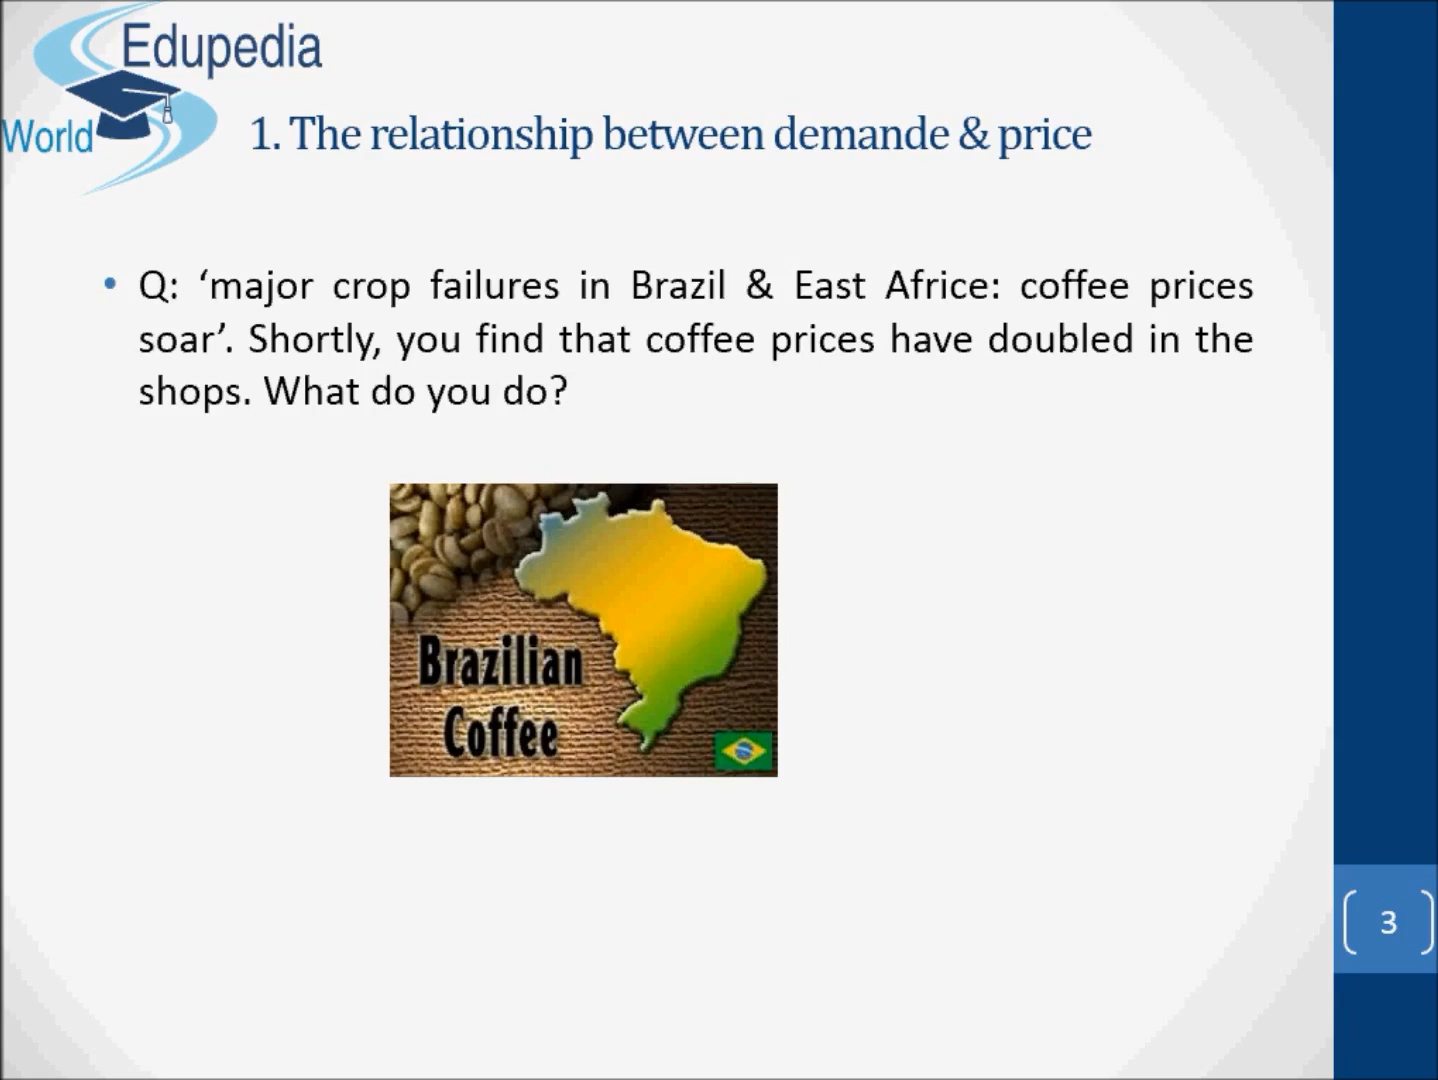 Edupedia
World
1. The relationship between demande & price
• Q: ‘major crop failures in Brazil & East Africe: coffee prices
soar’. Shortly, you find that coffee prices have doubled in the
shops. What do you do?
Brazilian
Coffee
3